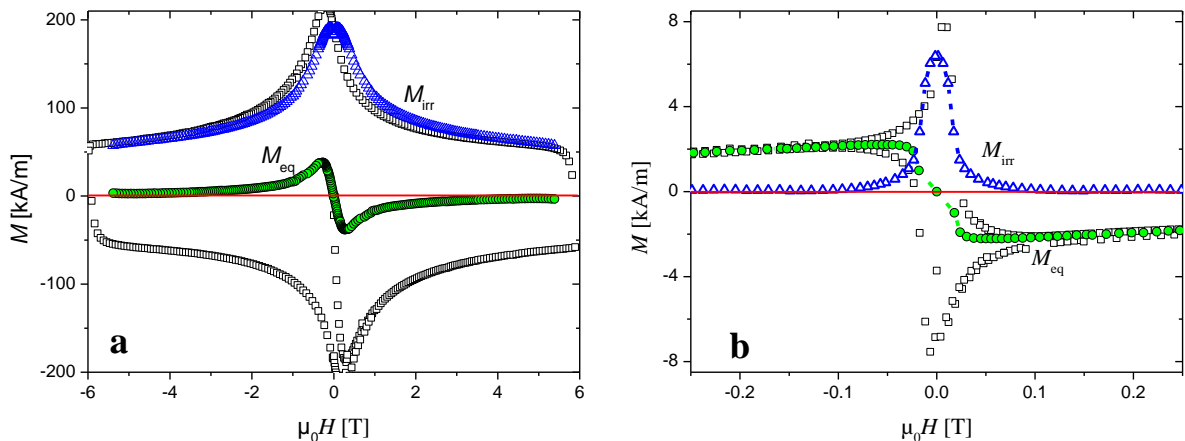 200
100
0
-100
-200
-6
-4
-2
0
2
4
6
M [kA/m]
μ₀H [T]
M_irr
M_eq
a
8
4
0
-4
-8
-0.2
-0.1
0.0
0.1
0.2
M [kA/m]
μ₀H [T]
M_irr
M_eq
b